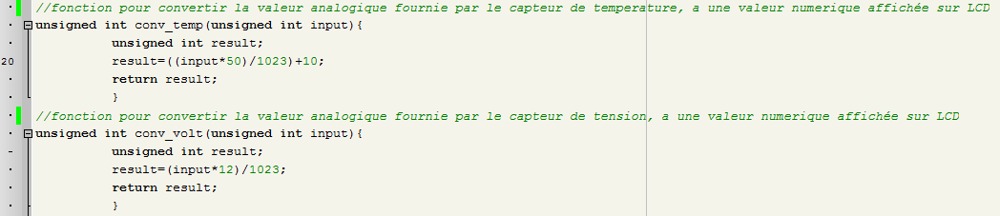 //fonction pour convertir la valeur analogique fournie par le capteur de temperature, a une valeur numerique affichée sur LCD
unsigned int conv_temp(unsigned int input){
unsigned int result;
20 result=((input*50)/1023)+10;
return result;
}
//fonction pour convertir la valeur analogique fournie par le capteur de tension, a une valeur numerique affichée sur LCD
unsigned int conv_volt(unsigned int input){
unsigned int result;
result=(input*12)/1023;
return result;
}